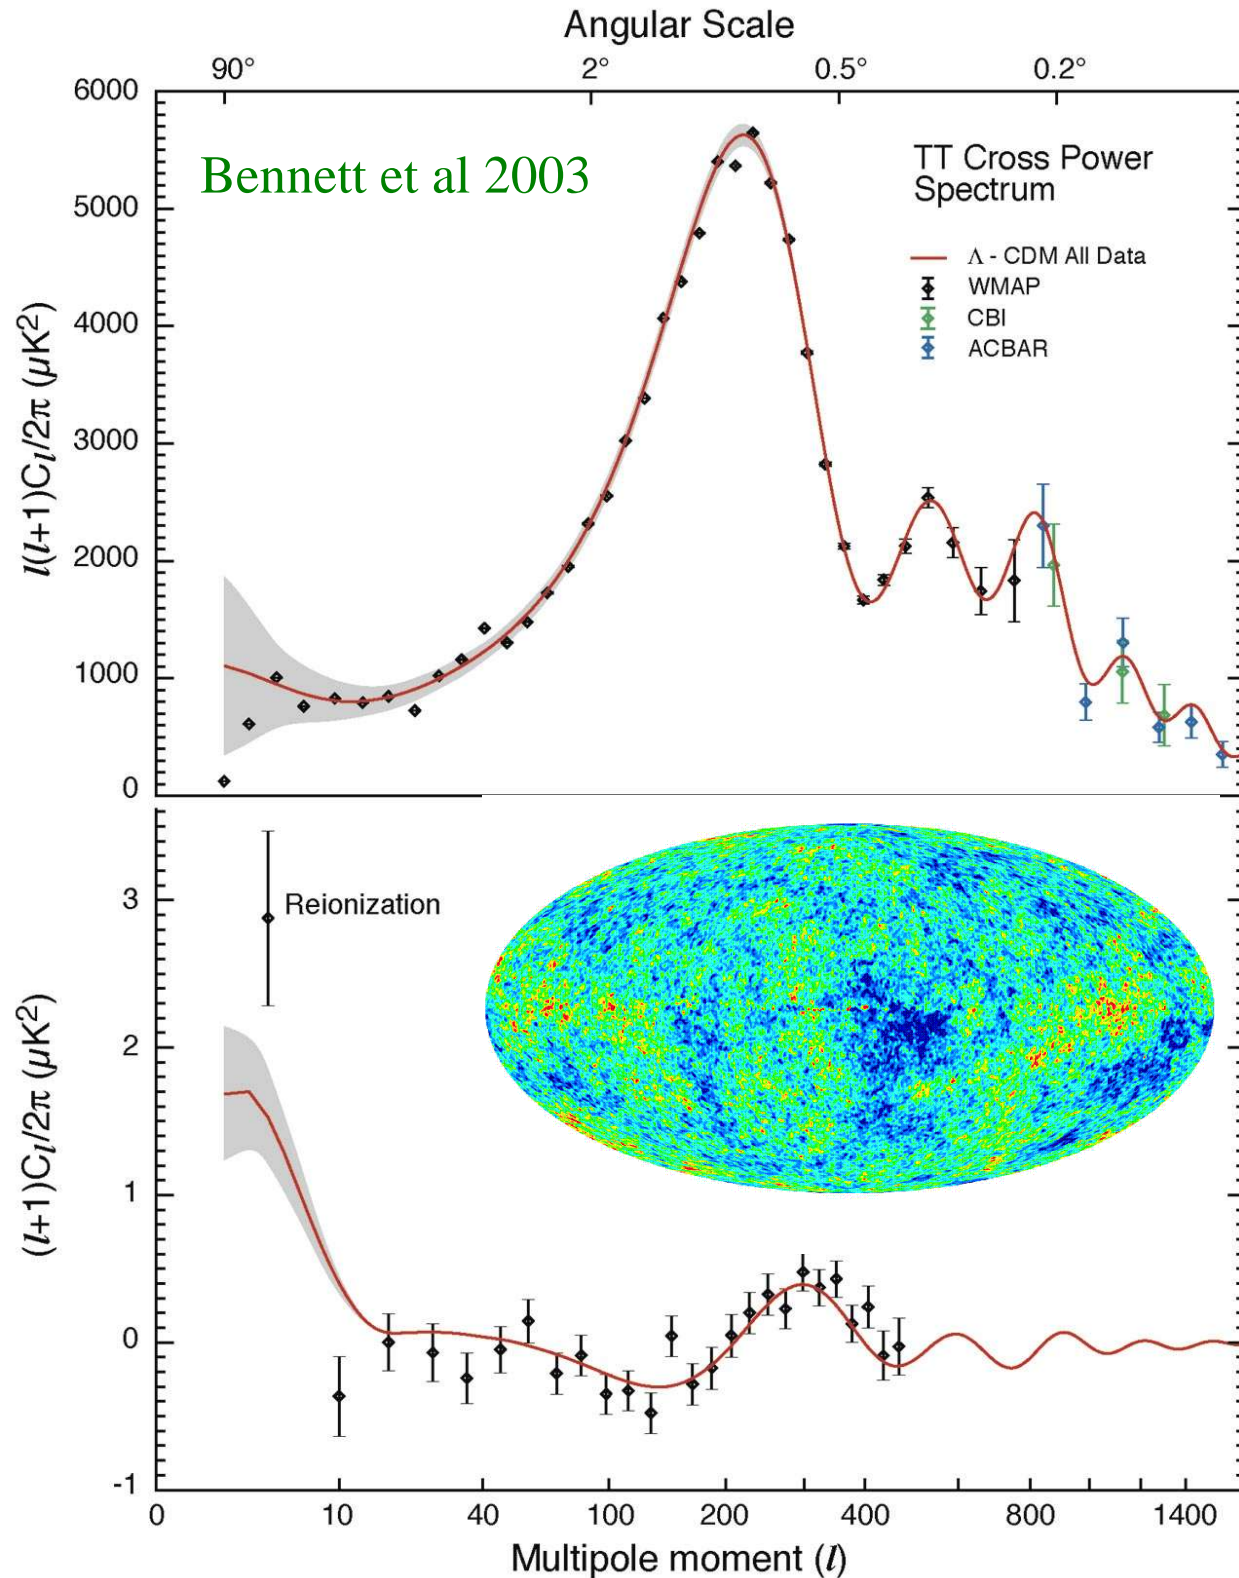 Angular Scale
90° 2° 0.5° 0.2°
6000
5000
4000
3000
2000
1000
0
l(l+1)Cl/2π (μK²)
Bennett et al 2003
TT Cross Power
Spectrum
Λ - CDM All Data
WMAP
CBI
ACBAR
3
2
1
0
-1
(l+1)Cl/2π (μK²)
Reionization
0 10 40 100 200 400 800 1400
Multipole moment (l)